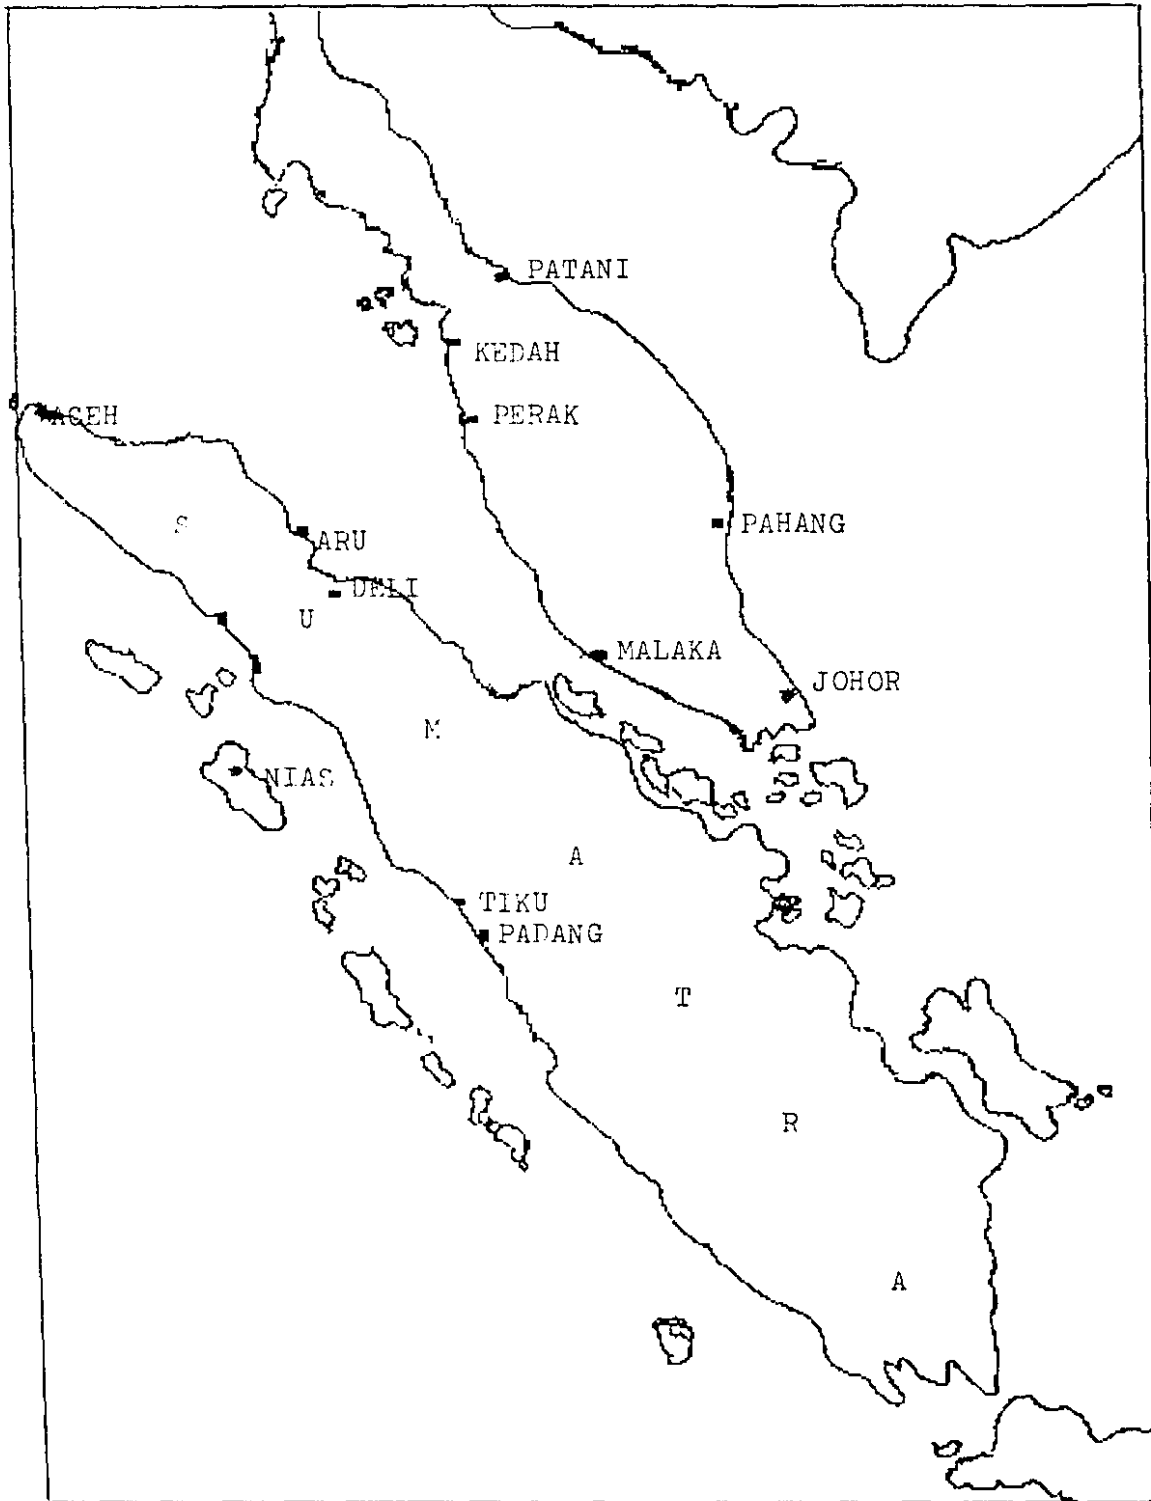 PATANI
KEDAH
PERAK
ACEH
S
PAHANG
ARU
DELI
U
MALAKA
JOHOR
M
NIAS
A
TIKU
PADANG
T
R
A